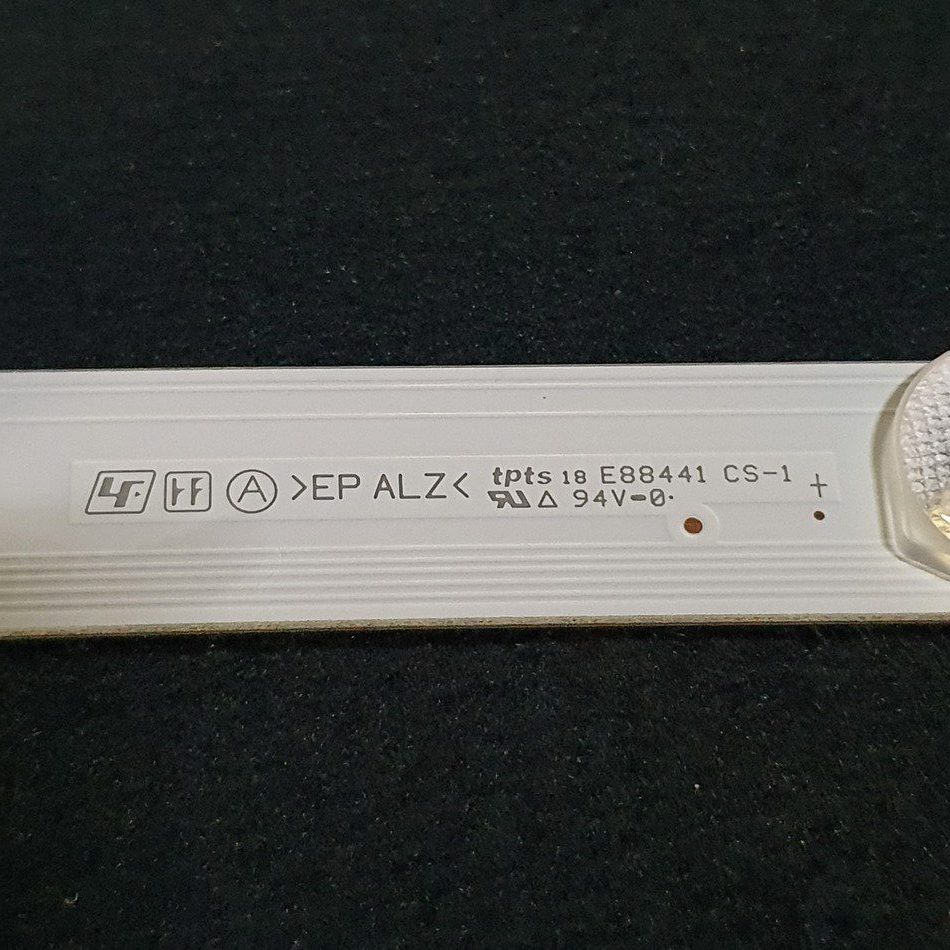 Ⓐ >EP ALZ< tpts 18 E88441 CS-1 +
Δ 94V-0